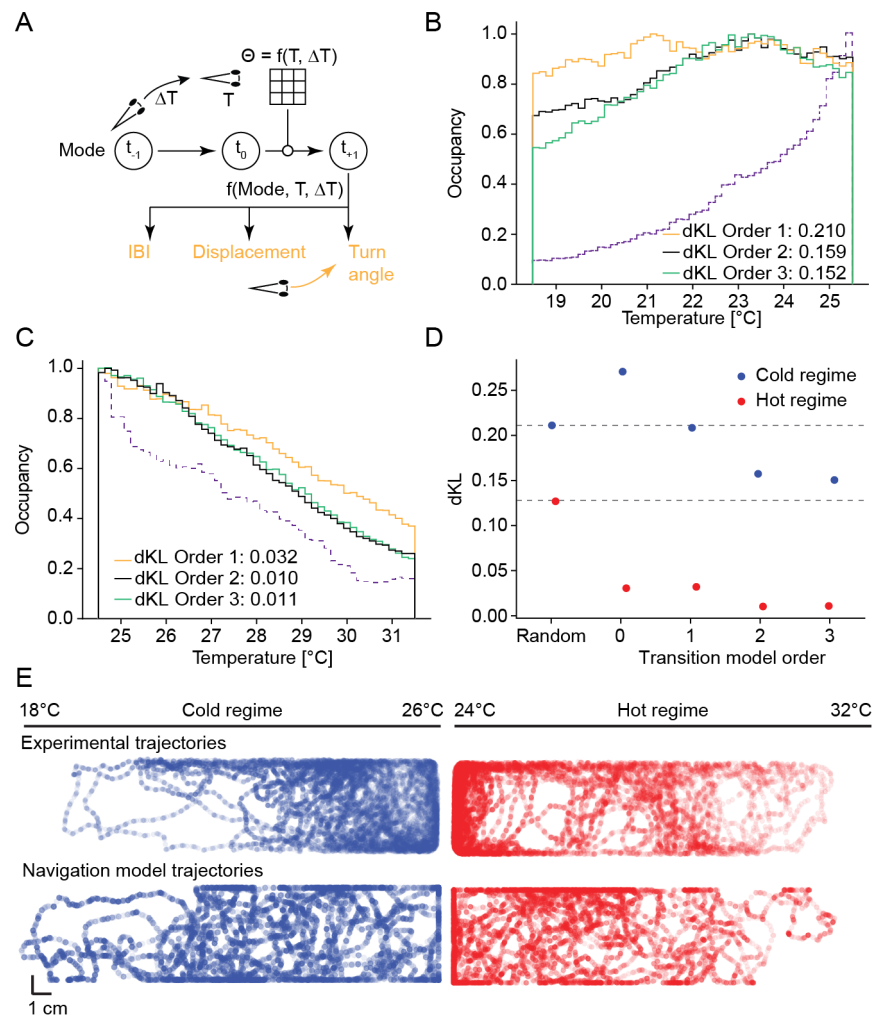 A
Θ = f(T, ΔT)
ΔT
T
Mode
t-1
t0
t+1
f(Mode, T, ΔT)
IBI
Displacement
Turn
angle
B
Occupancy
1.0
0.8
0.6
0.4
0.2
0.0
dKL Order 1: 0.210
dKL Order 2: 0.159
dKL Order 3: 0.152
19 20 21 22 23 24 25
Temperature [°C]
C
Occupancy
1.0
0.8
0.6
0.4
0.2
0.0
dKL Order 1: 0.032
dKL Order 2: 0.010
dKL Order 3: 0.011
25 26 27 28 29 30 31
Temperature [°C]
D
dKL
0.25
0.20
0.15
0.10
0.05
0.00
Cold regime
Hot regime
Random 0 1 2 3
Transition model order
E
18°C Cold regime 26°C 24°C Hot regime 32°C
Experimental trajectories
Navigation model trajectories
1 cm